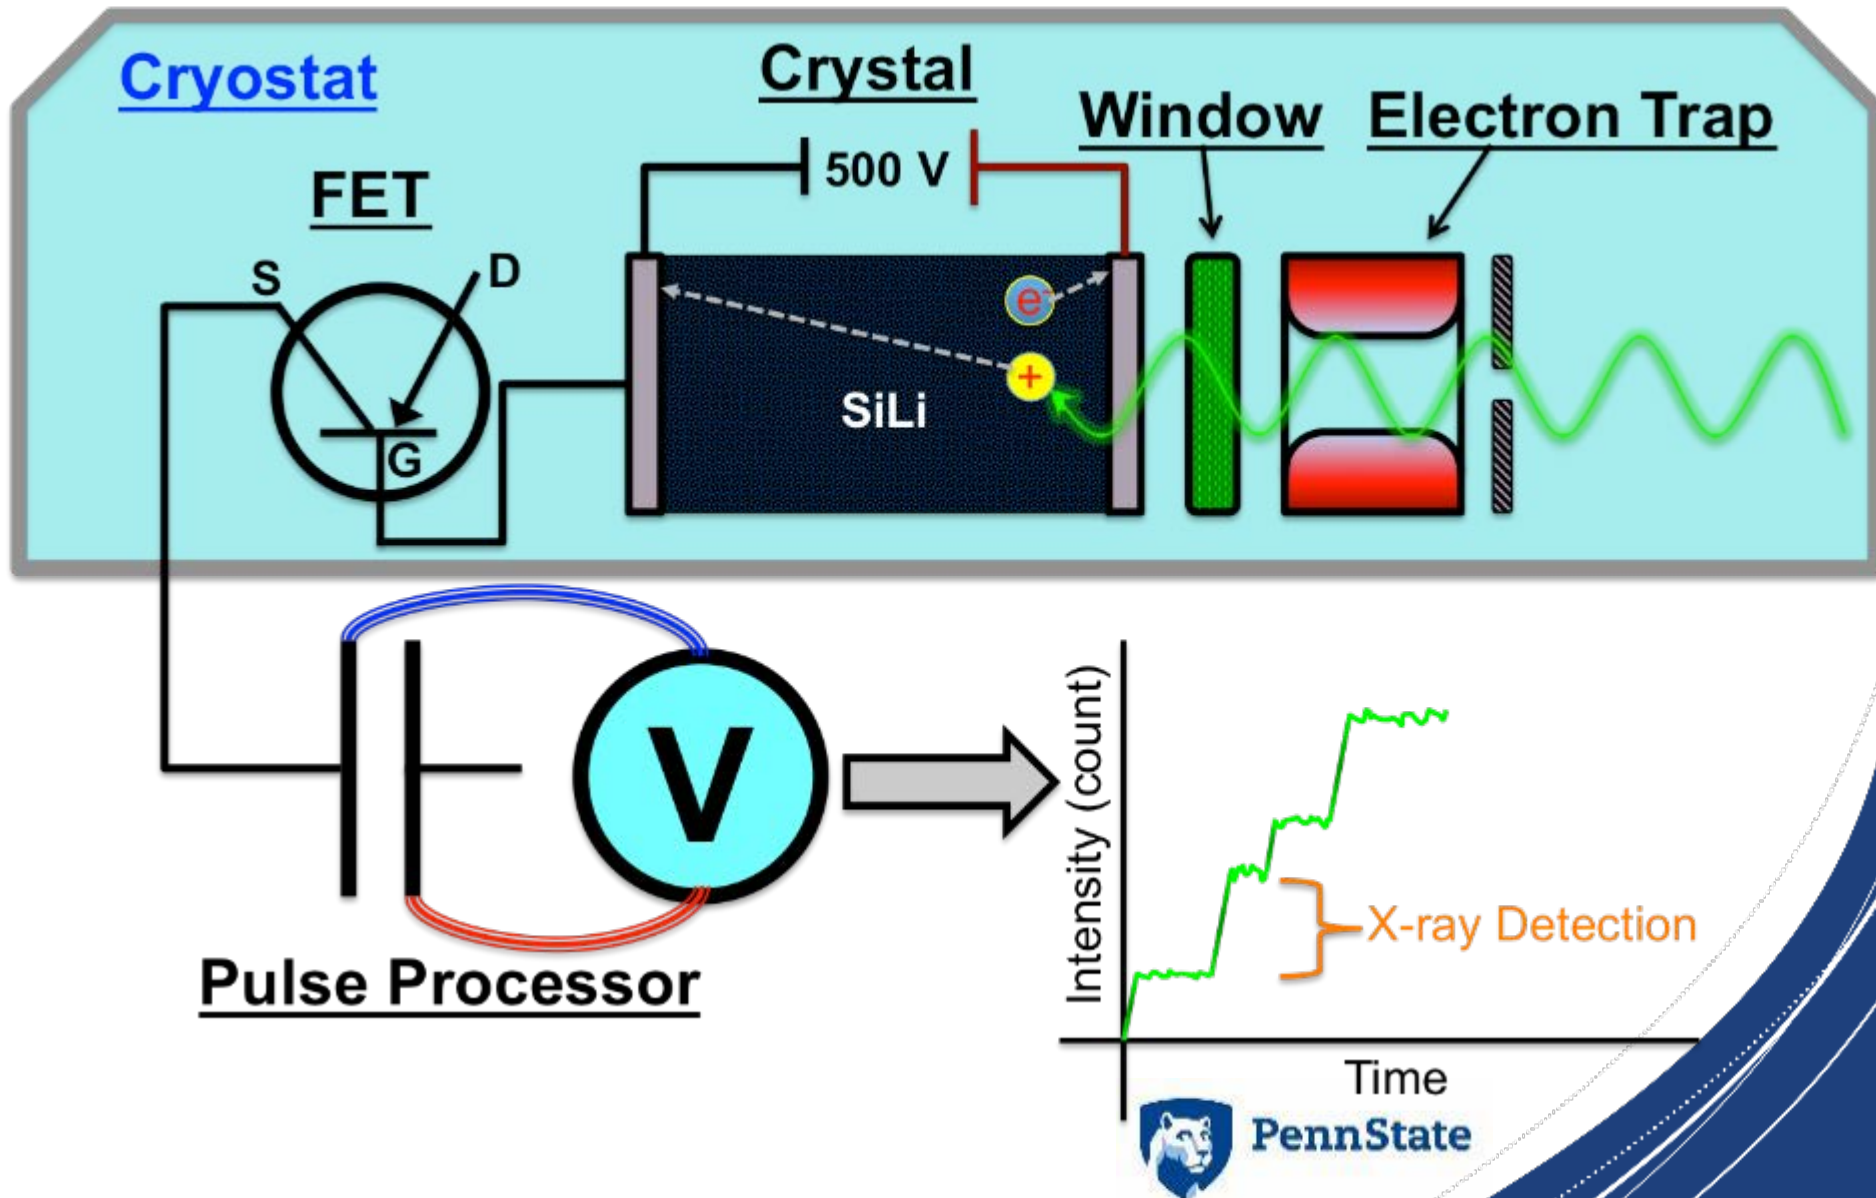 Cryostat
Crystal
Window
Electron Trap
500 V
FET
S
D
G
e-
+
SiLi
V
Pulse Processor
Intensity (count)
X-ray Detection
Time
PennState